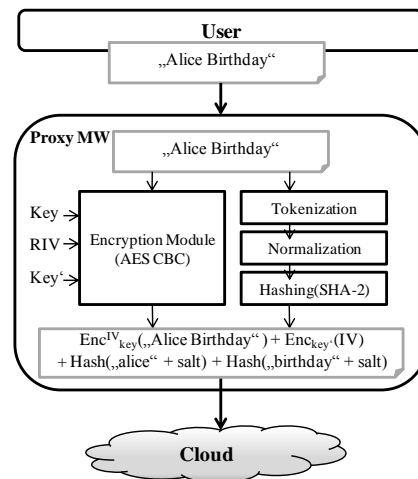 User
„Alice Birthday“
Proxy MW
„Alice Birthday“
Key
RIV
Key‘
Encryption Module
(AES CBC)
Tokenization
Normalization
Hashing(SHA-2)
Enc^IV_key(„Alice Birthday“ ) + Enc_key‘(IV)
+ Hash(„alice“ + salt) + Hash(„birthday“ + salt)
Cloud